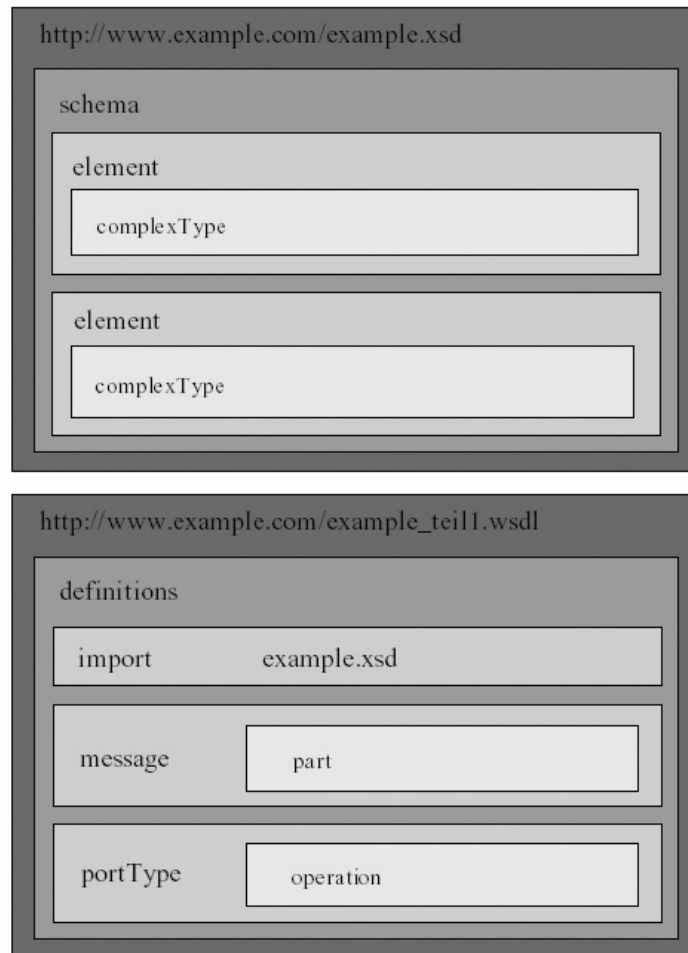 http://www.example.com/example.xsd
schema
element
complexType
element
complexType
http://www.example.com/example_teil1.wsdl
definitions
import example.xsd
message part
portType operation